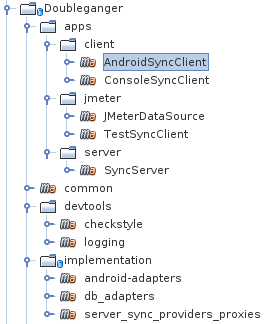 Doubleganger
apps
client
AndroidSyncClient
ConsoleSyncClient
jmeter
JMeterDataSource
TestSyncClient
server
SyncServer
common
devtools
checkstyle
logging
implementation
android-adapters
db_adapters
server_sync_providers_proxies